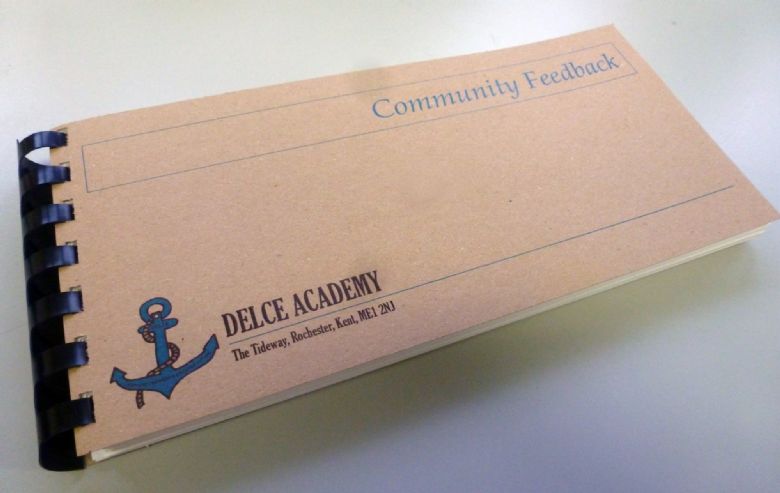 Community Feedback
DELCE ACADEMY
The Tideway, Rochester, Kent, ME1 2NJ